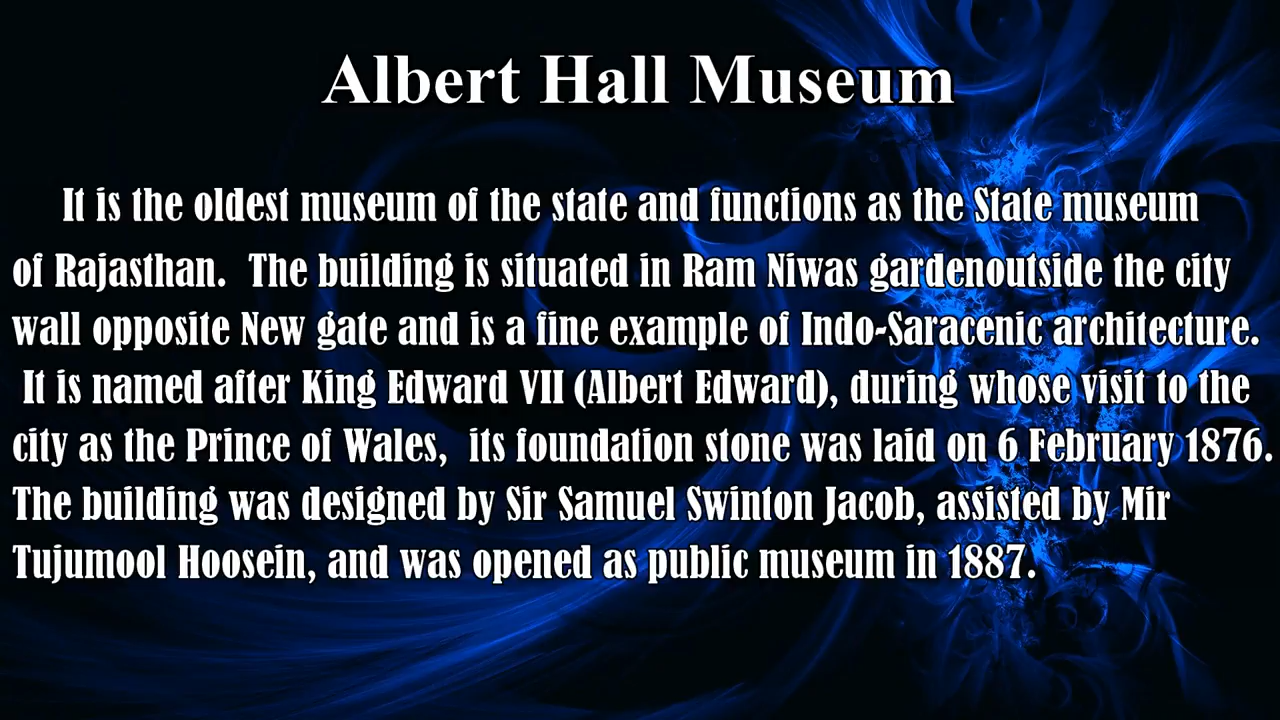 Albert Hall Museum
It is the oldest museum of the state and functions as the State museum
of Rajasthan. The building is situated in Ram Niwas gardenoutside the city
wall opposite New gate and is a fine example of Indo-Saracenic architecture.
It is named after King Edward VII (Albert Edward), during whose visit to the
city as the Prince of Wales, its foundation stone was laid on 6 February 1876.
The building was designed by Sir Samuel Swinton Jacob, assisted by Mir
Tujumool Hoosein, and was opened as public museum in 1887.